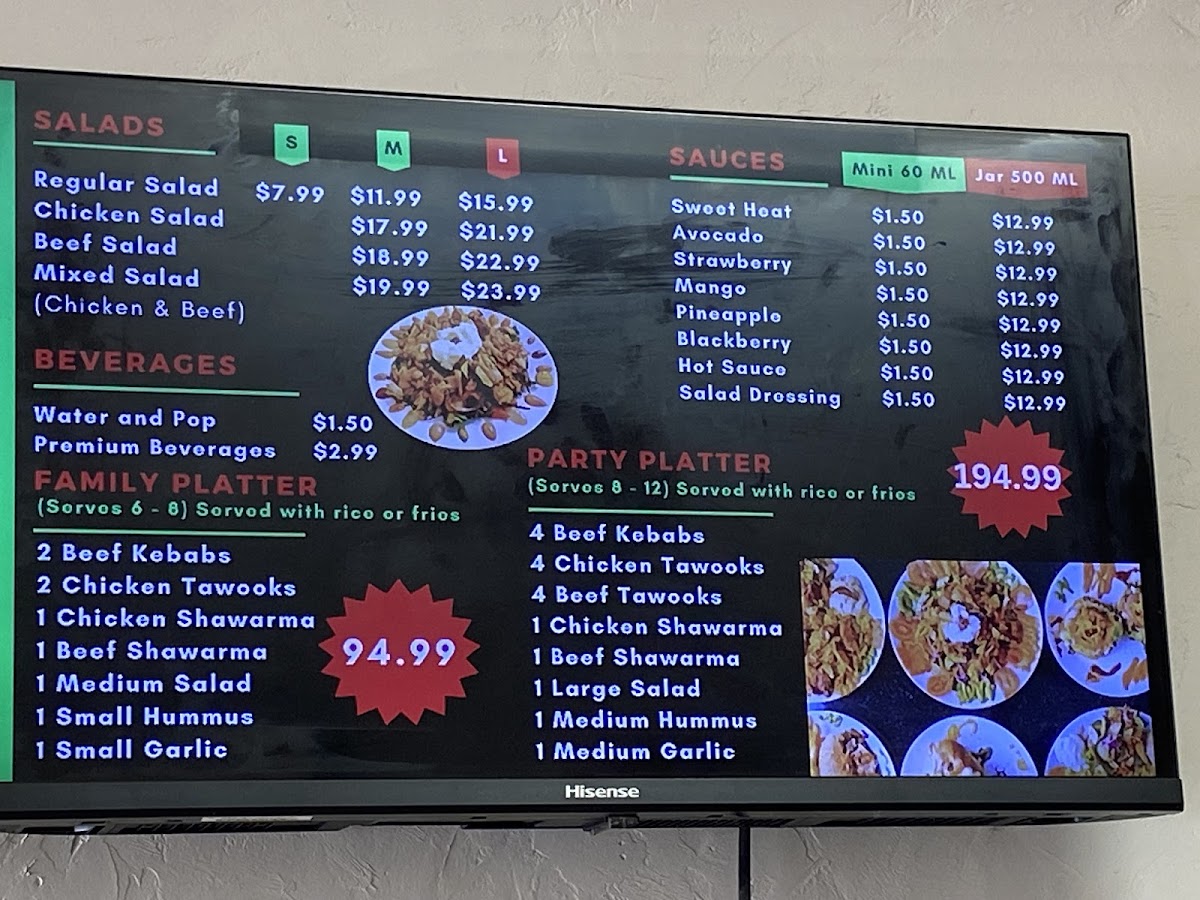 SALADS
S M L
Regular Salad $7.99 $11.99 $15.99
Chicken Salad $17.99 $21.99
Beef Salad $18.99 $22.99
Mixed Salad $19.99 $23.99
(Chicken & Beef)
BEVERAGES
Water and Pop $1.50
Premium Beverages $2.99
FAMILY PLATTER
(Serves 6 - 8) Served with rice or fries
2 Beef Kebabs
2 Chicken Tawooks
1 Chicken Shawarma
1 Beef Shawarma
1 Medium Salad
1 Small Hummus
1 Small Garlic
94.99
SAUCES Mini 60 ML Jar 500 ML
Sweet Heat $1.50 $12.99
Avocado $1.50 $12.99
Strawberry $1.50 $12.99
Mango $1.50 $12.99
Pineapple $1.50 $12.99
Blackberry $1.50 $12.99
Hot Sauce $1.50 $12.99
Salad Dressing $1.50 $12.99
PARTY PLATTER
(Serves 8 - 12) Served with rice or fries
194.99
4 Beef Kebabs
4 Chicken Tawooks
4 Beef Tawooks
1 Chicken Shawarma
1 Beef Shawarma
1 Large Salad
1 Medium Hummus
1 Medium Garlic
Hisense